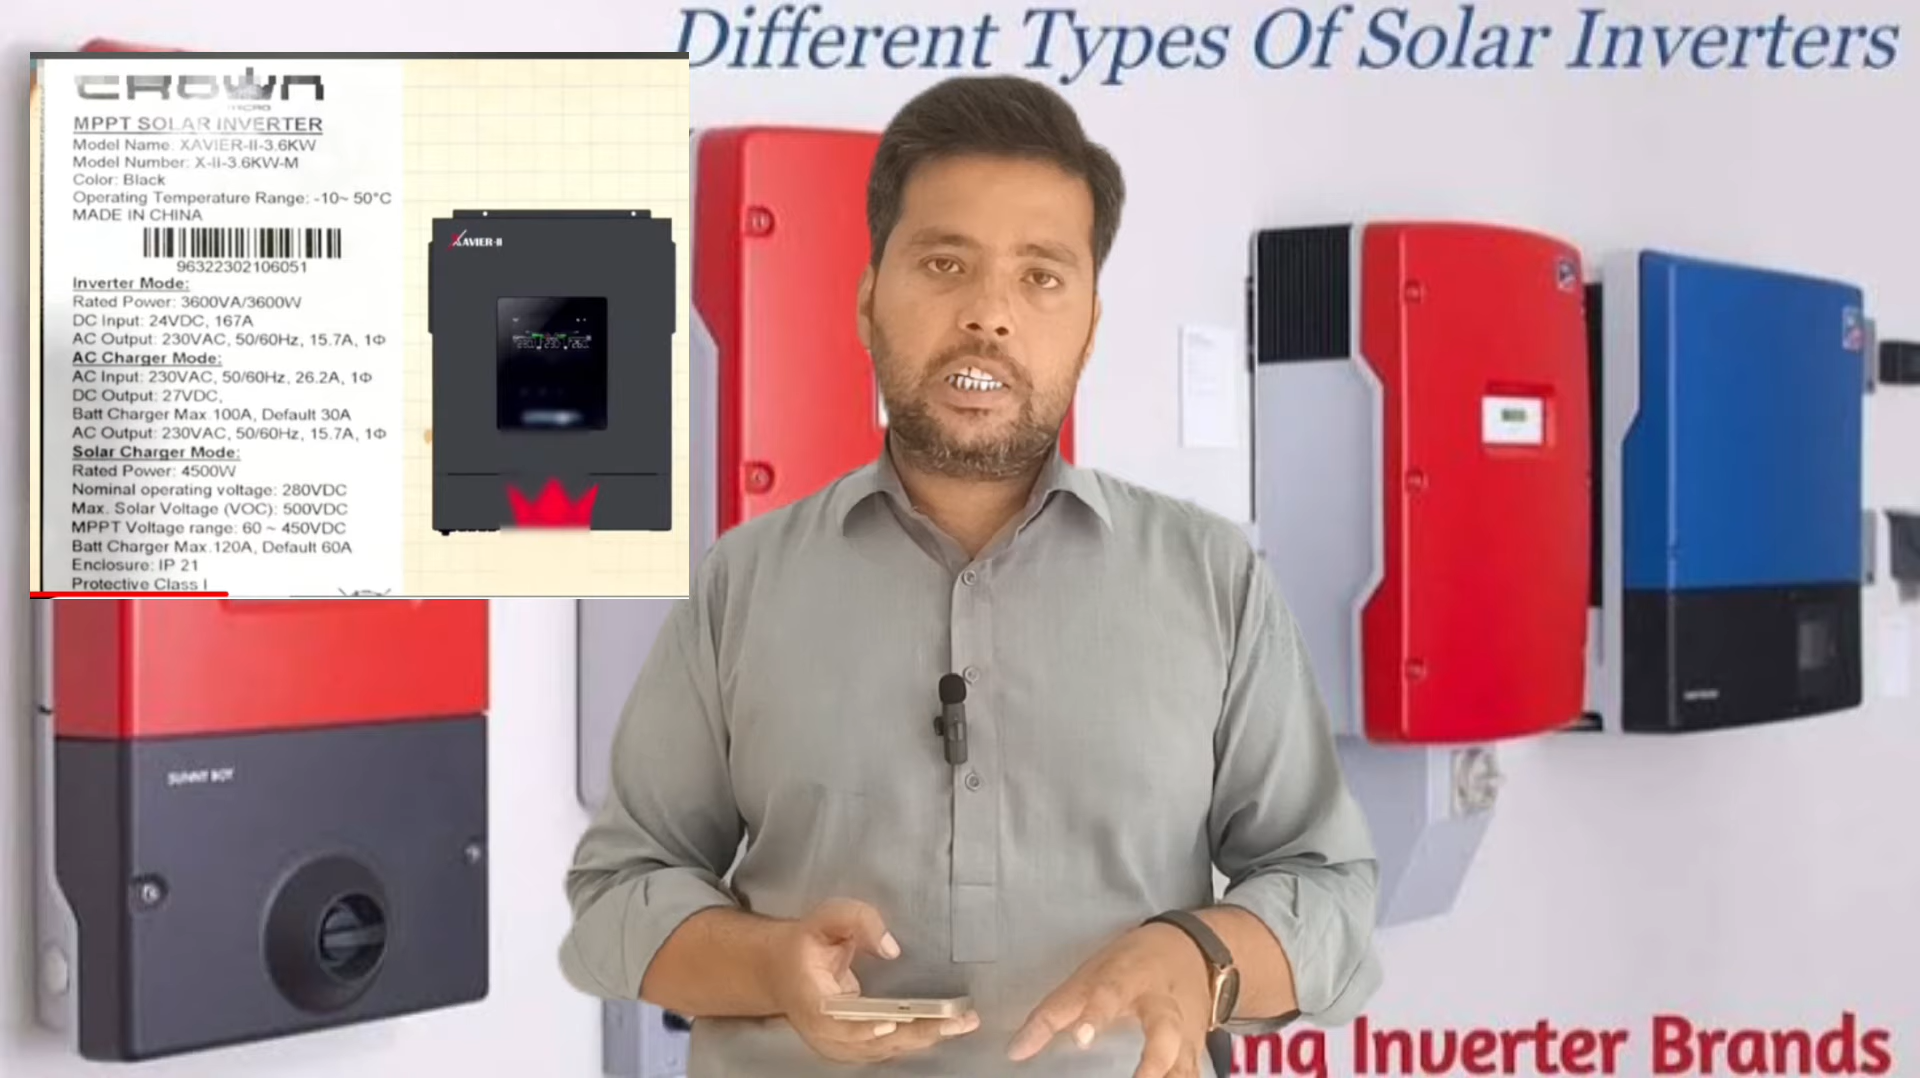 Different Types Of Solar Inverters
CROWN
MICRO
MPPT SOLAR INVERTER
Model Name: XAVIER-II-3.6KW
Model Number: X-II-3.6KW-M
Color: Black
Operating Temperature Range: -10~ 50°C
MADE IN CHINA
96322302106051
Inverter Mode:
Rated Power: 3600VA/3600W
DC Input: 24VDC, 167A
AC Output: 230VAC, 50/60Hz, 15.7A, 1Φ
AC Charger Mode:
AC Input: 230VAC, 50/60Hz, 26.2A, 1Φ
DC Output: 27VDC,
Batt Charger Max.100A, Default 30A
AC Output: 230VAC, 50/60Hz, 15.7A, 1Φ
Solar Charger Mode:
Rated Power: 4500W
Nominal operating voltage: 280VDC
Max. Solar Voltage (VOC): 500VDC
MPPT Voltage range: 60 ~ 450VDC
Batt Charger Max.120A, Default 60A
Enclosure: IP 21
Protective Class I
XAVIER-II
SUNNY BOY
ing Inverter Brands